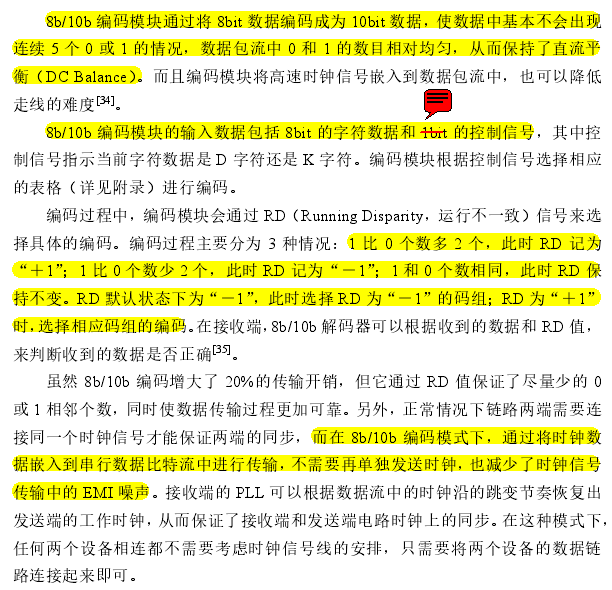 8b/10b 编码模块通过将 8bit 数据编码成为 10bit 数据，使数据中基本不会出现
连续 5 个 0 或 1 的情况，数据包流中 0 和 1 的数目相对均匀，从而保持了直流平
衡（DC Balance）。而且编码模块将高速时钟信号嵌入到数据包流中，也可以降低
走线的难度[34]。
8b/10b 编码模块的输入数据包括 8bit 的字符数据和 1bit 的控制信号，其中控
制信号指示当前字符数据是 D 字符还是 K 字符。编码模块根据控制信号选择相应
的表格（详见附录）进行编码。
编码过程中，编码模块会通过 RD（Running Disparity，运行不一致）信号来选
择具体的编码。编码过程主要分为 3 种情况：1 比 0 个数多 2 个，此时 RD 记为
“＋1”；1 比 0 个数少 2 个，此时 RD 记为“－1”；1 和 0 个数相同，此时 RD 保
持不变。RD 默认状态下为“－1”，此时选择 RD 为“－1”的码组；RD 为“＋1”
时，选择相应码组的编码。在接收端，8b/10b 解码器可以根据收到的数据和 RD 值，
来判断收到的数据是否正确[35]。
虽然 8b/10b 编码增大了 20%的传输开销，但它通过 RD 值保证了尽量少的 0
或 1 相邻个数，同时使数据传输过程更加可靠。另外，正常情况下链路两端需要连
接同一个时钟信号才能保证两端的同步，而在 8b/10b 编码模式下，通过将时钟数
据嵌入到串行数据比特流中进行传输，不需要再单独发送时钟，也减少了时钟信号
传输中的 EMI 噪声。接收端的 PLL 可以根据数据流中的时钟沿的跳变节奏恢复出
发送端的工作时钟，从而保证了接收端和发送端电路时钟上的同步。在这种模式下，
任何两个设备相连都不需要考虑时钟信号线的安排，只需要将两个设备的数据链
路连接起来即可。